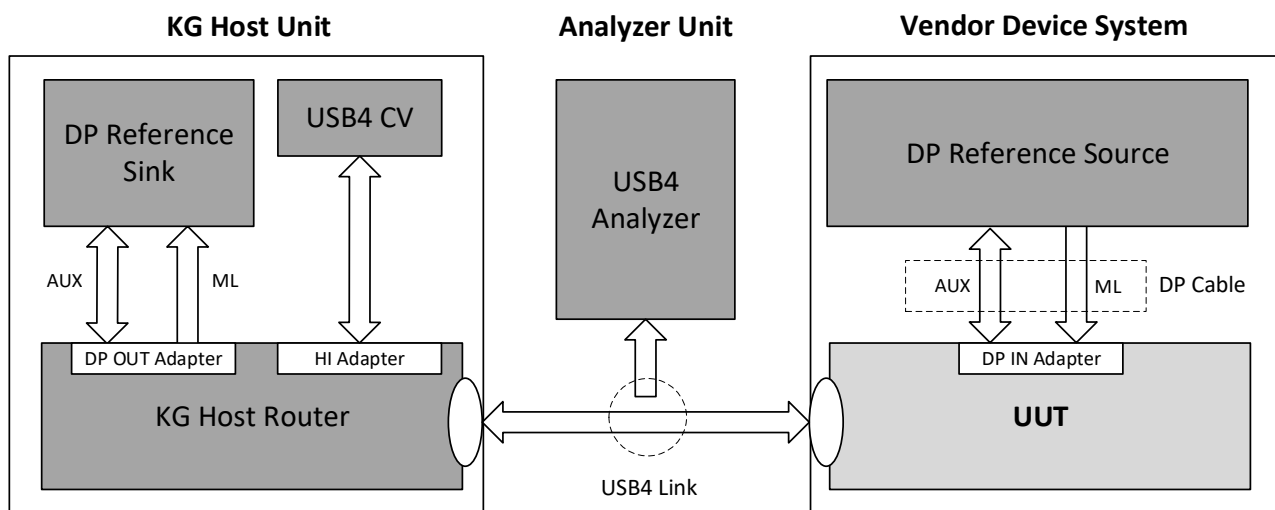 KG Host Unit
Analyzer Unit
Vendor Device System
DP Reference
Sink
USB4 CV
AUX
ML
DP OUT Adapter
HI Adapter
KG Host Router
USB4
Analyzer
USB4 Link
DP Reference Source
AUX
ML
DP Cable
DP IN Adapter
UUT